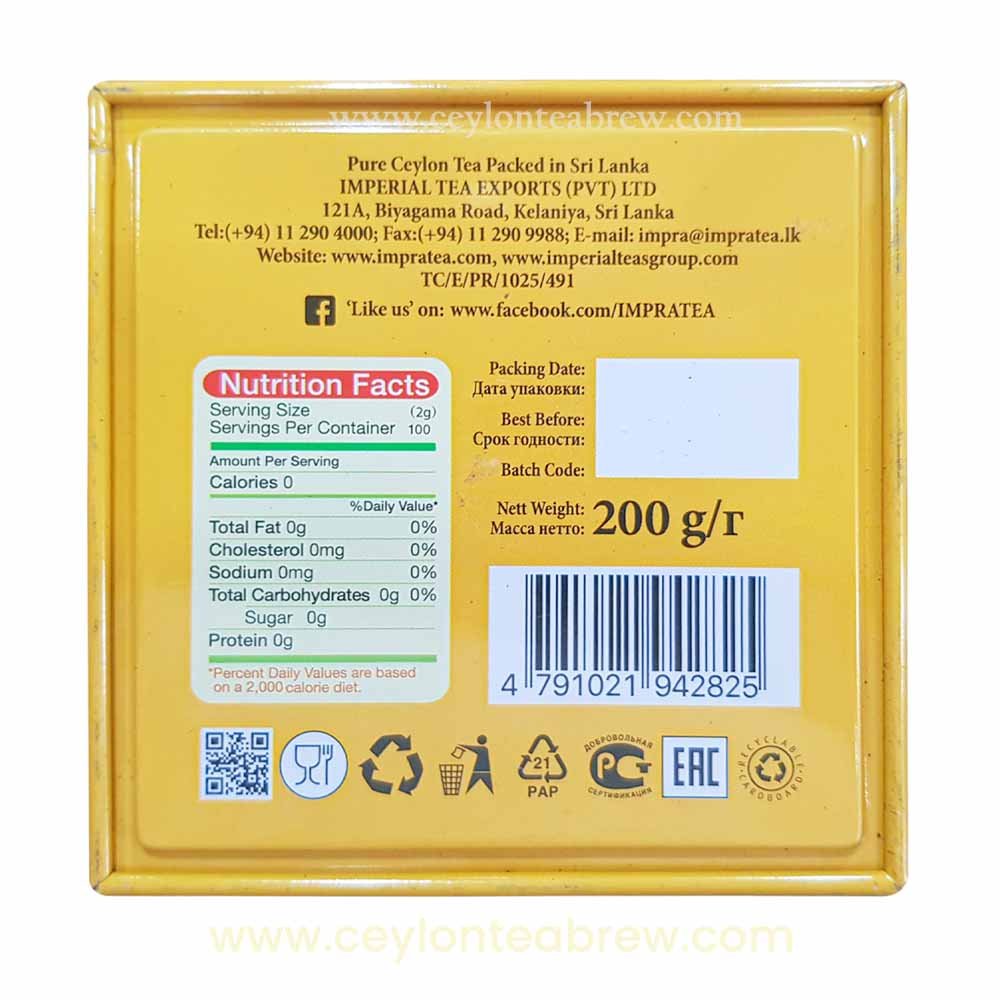 www.ceylonteabrew.com
Pure Ceylon Tea Packed in Sri Lanka
IMPERIAL TEA EXPORTS (PVT) LTD
121A, Biyagama Road, Kelaniya, Sri Lanka
Tel:(+94) 11 290 4000; Fax:(+94) 11 290 9988; E-mail: impra@impratea.lk
Website: www.impratea.com, www.imperialteasgroup.com
TC/E/PR/1025/491
'Like us' on: www.facebook.com/IMPRATEA
Nutrition Facts
Serving Size (2g)
Servings Per Container 100
Amount Per Serving
Calories 0
%Daily Value*
Total Fat 0g 0%
Cholesterol 0mg 0%
Sodium 0mg 0%
Total Carbohydrates 0g 0%
Sugar 0g
Protein 0g
*Percent Daily Values are based
on a 2,000 calorie diet.
Packing Date:
Дата упаковки:
Best Before:
Срок годности:
Batch Code:
Nett Weight:
Масса нетто:
200 g/г
4 791021 942825
21
PAP
ДОБРОВОЛЬНАЯ
РСТ
СЕРТИФИКАЦИЯ
EAC
RECYCLABLE
CARDBOARD
www.ceylonteabrew.com